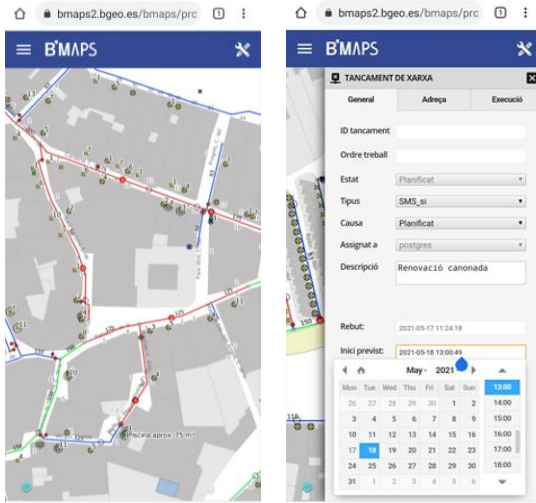 bmaps2.bgeo.es/bmaps/prc
B'MAPS
150
Piscina aprox. 75 m²
bmaps2.bgeo.es/bmaps/prc
B'MAPS
TANCAMENT DE XARXA
General Adreça Execució
ID tancament
Ordre treball
Estat Planificat
Tipus SMS_si
Causa Planificat
Assignat a postgres
Descripció Renovació canonada
Rebut: 2021-05-17 11:24:18
Inici previst: 2021-05-18 13:00:49
May 2021
Mon Tue Wed Thu Fri Sat Sun 13:00
26 27 28 29 30 1 2 14:00
3 4 5 6 7 8 9 15:00
10 11 12 13 14 15 16 16:00
17 18 19 20 21 22 23 17:00
24 25 26 27 28 29 30 18:00
31 1 2 3 4 5 6
150
110